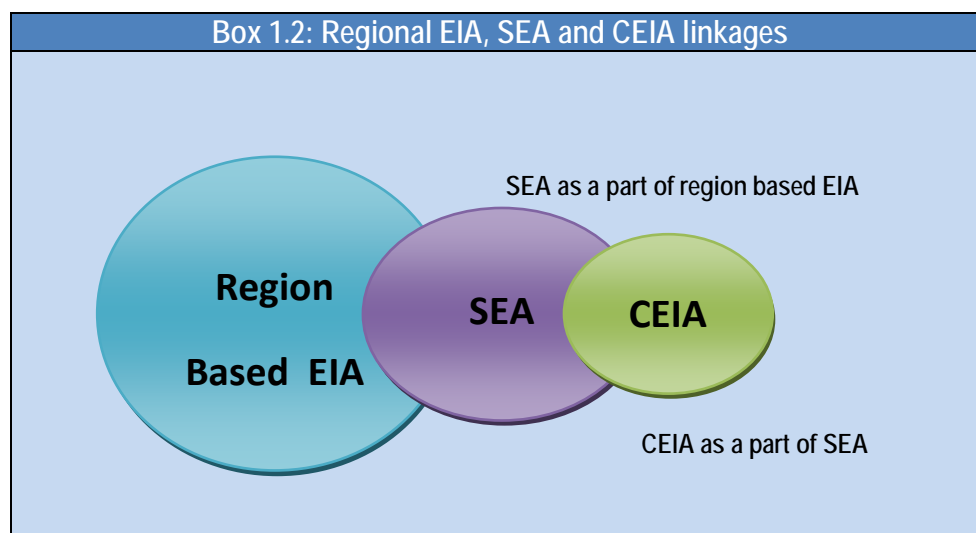 Box 1.2: Regional EIA, SEA and CEIA linkages
SEA as a part of region based EIA
Region
Based EIA
SEA
CEIA
CEIA as a part of SEA